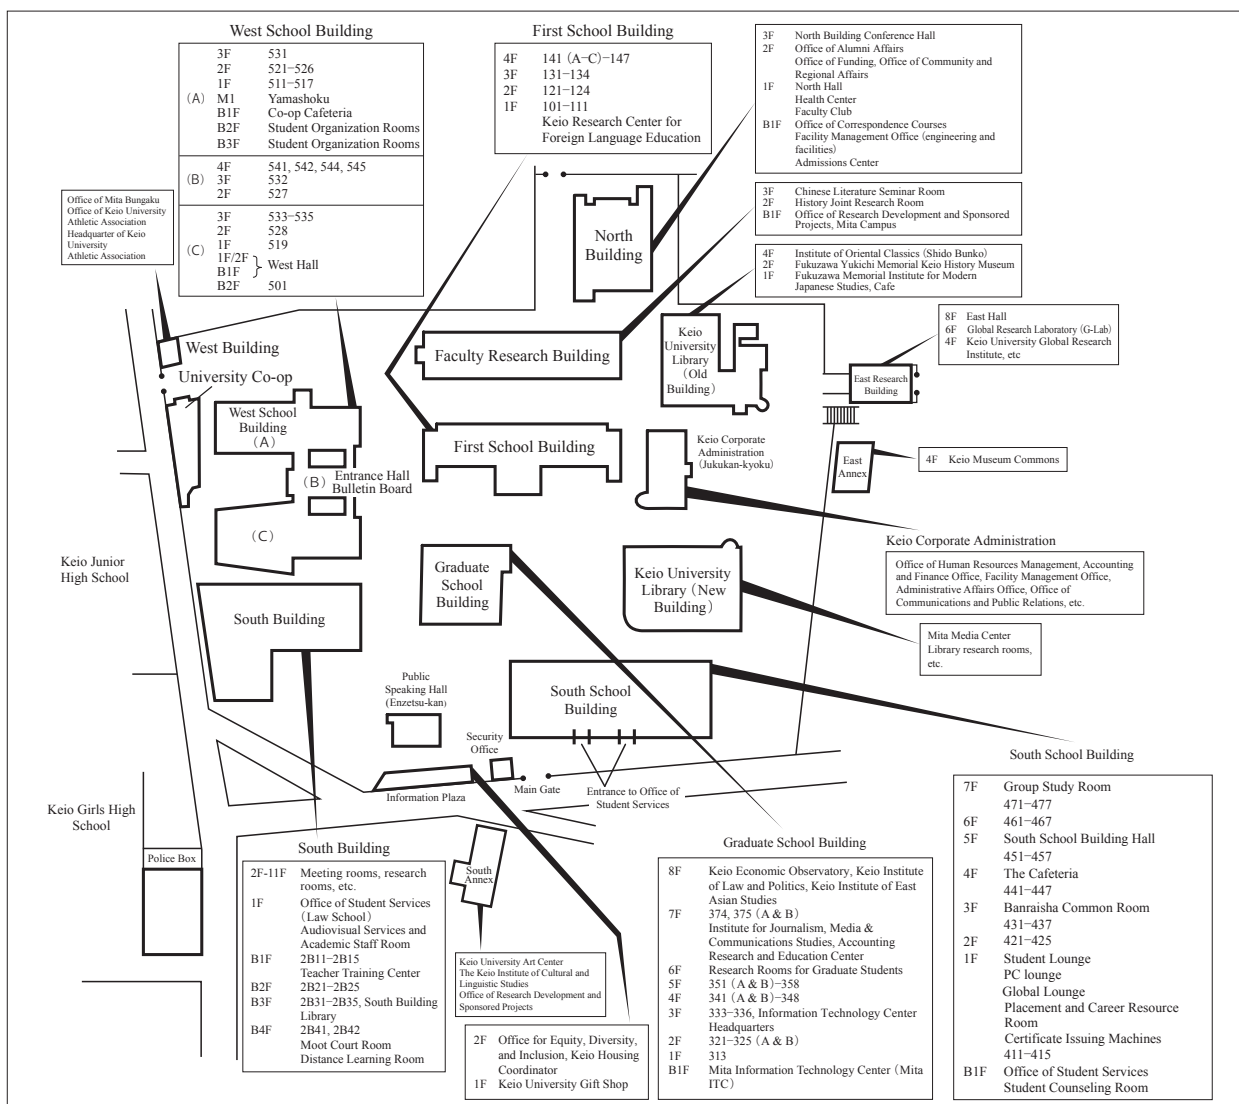 West School Building
(A)
3F 531
2F 521−526
1F 511−517
M1 Yamashoku
B1F Co-op Cafeteria
B2F Student Organization Rooms
B3F Student Organization Rooms
(B)
4F 541, 542, 544, 545
3F 532
2F 527
(C)
3F 533−535
2F 528
1F 519
1F/2F
B1F
West Hall
B2F 501
First School Building
4F 141 (A−C)−147
3F 131−134
2F 121−124
1F 101−111
Keio Research Center for
Foreign Language Education
3F North Building Conference Hall
2F Office of Alumni Affairs
Office of Funding, Office of Community and
Regional Affairs
1F North Hall
Health Center
Faculty Club
B1F Office of Correspondence Courses
Facility Management Office (engineering and
facilities)
Admissions Center
3F Chinese Literature Seminar Room
2F History Joint Research Room
B1F Office of Research Development and Sponsored
Projects, Mita Campus
4F Institute of Oriental Classics (Shido Bunko)
2F Fukuzawa Yukichi Memorial Keio History Museum
1F Fukuzawa Memorial Institute for Modern
Japanese Studies, Cafe
Office of Mita Bungaku
Office of Keio University
Athletic Association
Headquarter of Keio
University
Athletic Association
8F East Hall
6F Global Research Laboratory (G-Lab)
4F Keio University Global Research
Institute, etc
North
Building
West Building
University Co-op
Faculty Research Building
Keio
University
Library
(Old
Building)
East Research
Building
West School
Building
(A)
(B)
(C)
Entrance Hall
Bulletin Board
First School Building
Keio Corporate
Administration
(Jukukan-kyoku)
East
Annex
4F Keio Museum Commons
Keio Corporate Administration
Office of Human Resources Management, Accounting
and Finance Office, Facility Management Office,
Administrative Affairs Office, Office of
Communications and Public Relations, etc.
Keio Junior
High School
Graduate
School
Building
Keio University
Library (New
Building)
South Building
Mita Media Center
Library research rooms,
etc.
Public
Speaking Hall
(Enzetsu-kan)
South School
Building
Security
Office
Information Plaza
Main Gate
Entrance to Office of
Student Services
Keio Girls High
School
Police Box
South
Annex
South Building
2F-11F Meeting rooms, research
rooms, etc.
1F Office of Student Services
(Law School)
Audiovisual Services and
Academic Staff Room
B1F 2B11−2B15
Teacher Training Center
B2F 2B21−2B25
B3F 2B31−2B35, South Building
Library
B4F 2B41, 2B42
Moot Court Room
Distance Learning Room
Keio University Art Center
The Keio Institute of Cultural and
Linguistic Studies
Office of Research Development and
Sponsored Projects
2F Office for Equity, Diversity,
and Inclusion, Keio Housing
Coordinator
1F Keio University Gift Shop
Graduate School Building
8F Keio Economic Observatory, Keio Institute
of Law and Politics, Keio Institute of East
Asian Studies
7F 374, 375 (A & B)
Institute for Journalism, Media &
Communications Studies, Accounting
Research and Education Center
6F Research Rooms for Graduate Students
5F 351 (A & B)−358
4F 341 (A & B)−348
3F 333−336, Information Technology Center
Headquarters
2F 321−325 (A & B)
1F 313
B1F Mita Information Technology Center (Mita
ITC)
South School Building
7F Group Study Room
471−477
6F 461−467
5F South School Building Hall
451−457
4F The Cafeteria
441−447
3F Banraisha Common Room
431−437
2F 421−425
1F Student Lounge
PC lounge
Global Lounge
Placement and Career Resource
Room
Certificate Issuing Machines
411−415
B1F Office of Student Services
Student Counseling Room